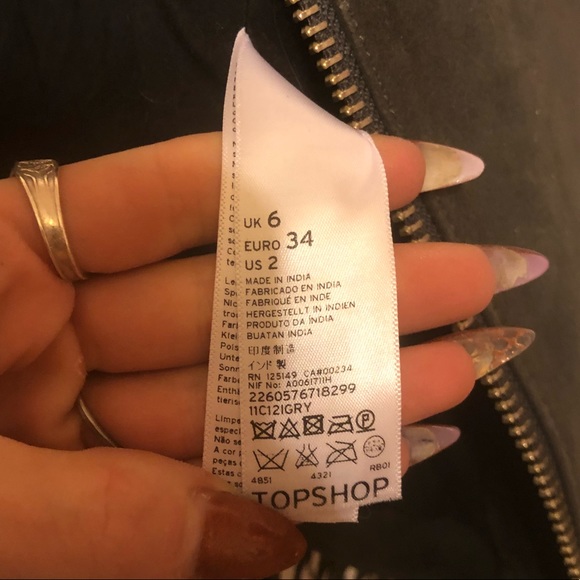 UK 6
EURO 34
US 2
MADE IN INDIA
FABRICADO EN INDIA
FABRIQUÉ EN INDE
HERGESTELLT IN INDIEN
PRODUTO DA ÍNDIA
BUATAN INDIA
印度制造
インド 製
RN 125149 CA#00234
NIF No: A0061711H
2260576718299
11C12IGRY
4851 4321 RB01
TOPSHOP